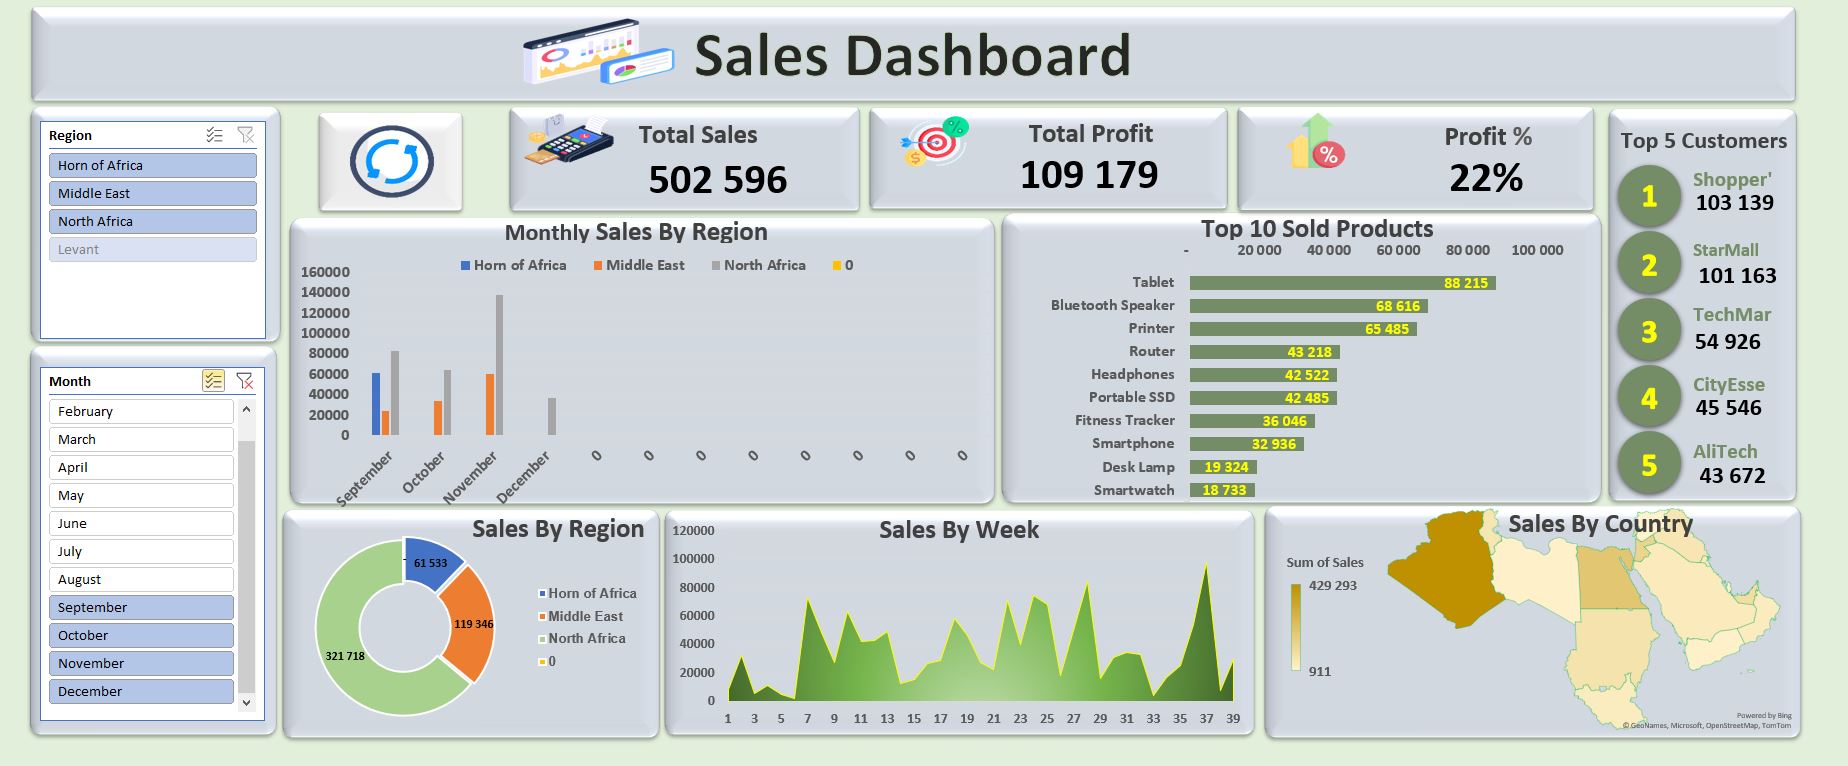 Sales Dashboard
Region
Horn of Africa
Middle East
North Africa
Levant
Month
February
March
April
May
June
July
August
September
October
November
December
Total Sales
502 596
Total Profit
109 179
Profit %
22%
Top 5 Customers
1
Shopper'
103 139
2
StarMall
101 163
3
TechMar
54 926
4
CityEsse
45 546
5
AliTech
43 672
Monthly Sales By Region
Horn of Africa Middle East North Africa 0
160000
140000
120000
100000
80000
60000
40000
20000
0
September October November December 0 0 0 0 0 0 0 0
Top 10 Sold Products
- 20 000 40 000 60 000 80 000 100 000
Tablet 88 215
Bluetooth Speaker 68 616
Printer 65 485
Router 43 218
Headphones 42 522
Portable SSD 42 485
Fitness Tracker 36 046
Smartphone 32 936
Desk Lamp 19 324
Smartwatch 18 733
Sales By Region
61 533
119 346
321 718
Horn of Africa
Middle East
North Africa
0
Sales By Week
120000
100000
80000
60000
40000
20000
0
1 3 5 7 9 11 13 15 17 19 21 23 25 27 29 31 33 35 37 39
Sales By Country
Sum of Sales
429 293
911
Powered by Bing
© GeoNames, Microsoft, OpenStreetMap, TomTom